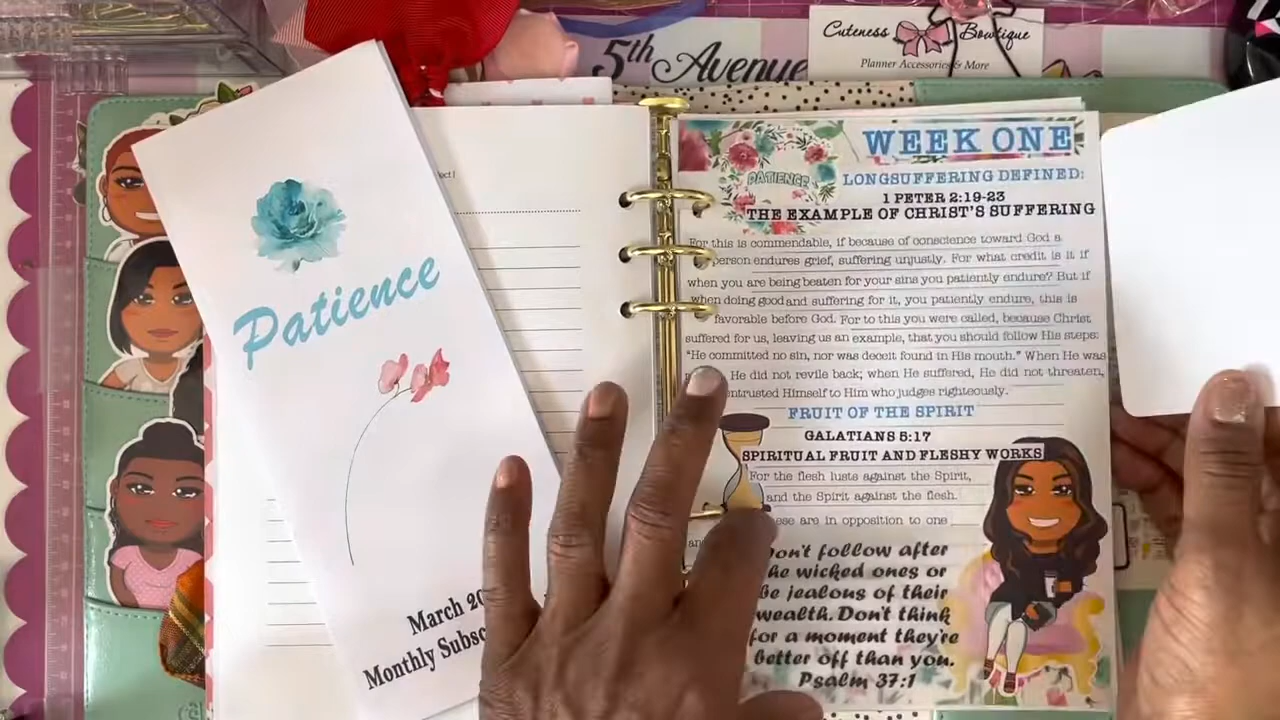 5th Avenue
Cuteness Bowtique
Planner Accessories & More
Patience
March 20
Monthly Subsc
WEEK ONE
PATIENCE
LONGSUFFERING DEFINED:
1 PETER 2:19-23
THE EXAMPLE OF CHRIST'S SUFFERING
For this is commendable, if because of conscience toward God a
person endures grief, suffering unjustly. For what credit is it if
when you are being beaten for your sins you patiently endure? But if
when doing good and suffering for it, you patiently endure, this is
favorable before God. For to this you were called, because Christ
suffered for us, leaving us an example, that you should follow His steps:
"He committed no sin, nor was deceit found in His mouth." When He was
He did not revile back; when He suffered, He did not threaten,
entrusted Himself to Him who judges righteously.
FRUIT OF THE SPIRIT
GALATIANS 5:17
SPIRITUAL FRUIT AND FLESHY WORKS
For the flesh lusts against the Spirit,
and the Spirit against the flesh.
ese are in opposition to one
an
Don't follow after
the wicked ones or
be jealous of their
wealth. Don't think
for a moment they're
better off than you.
Psalm 37:1